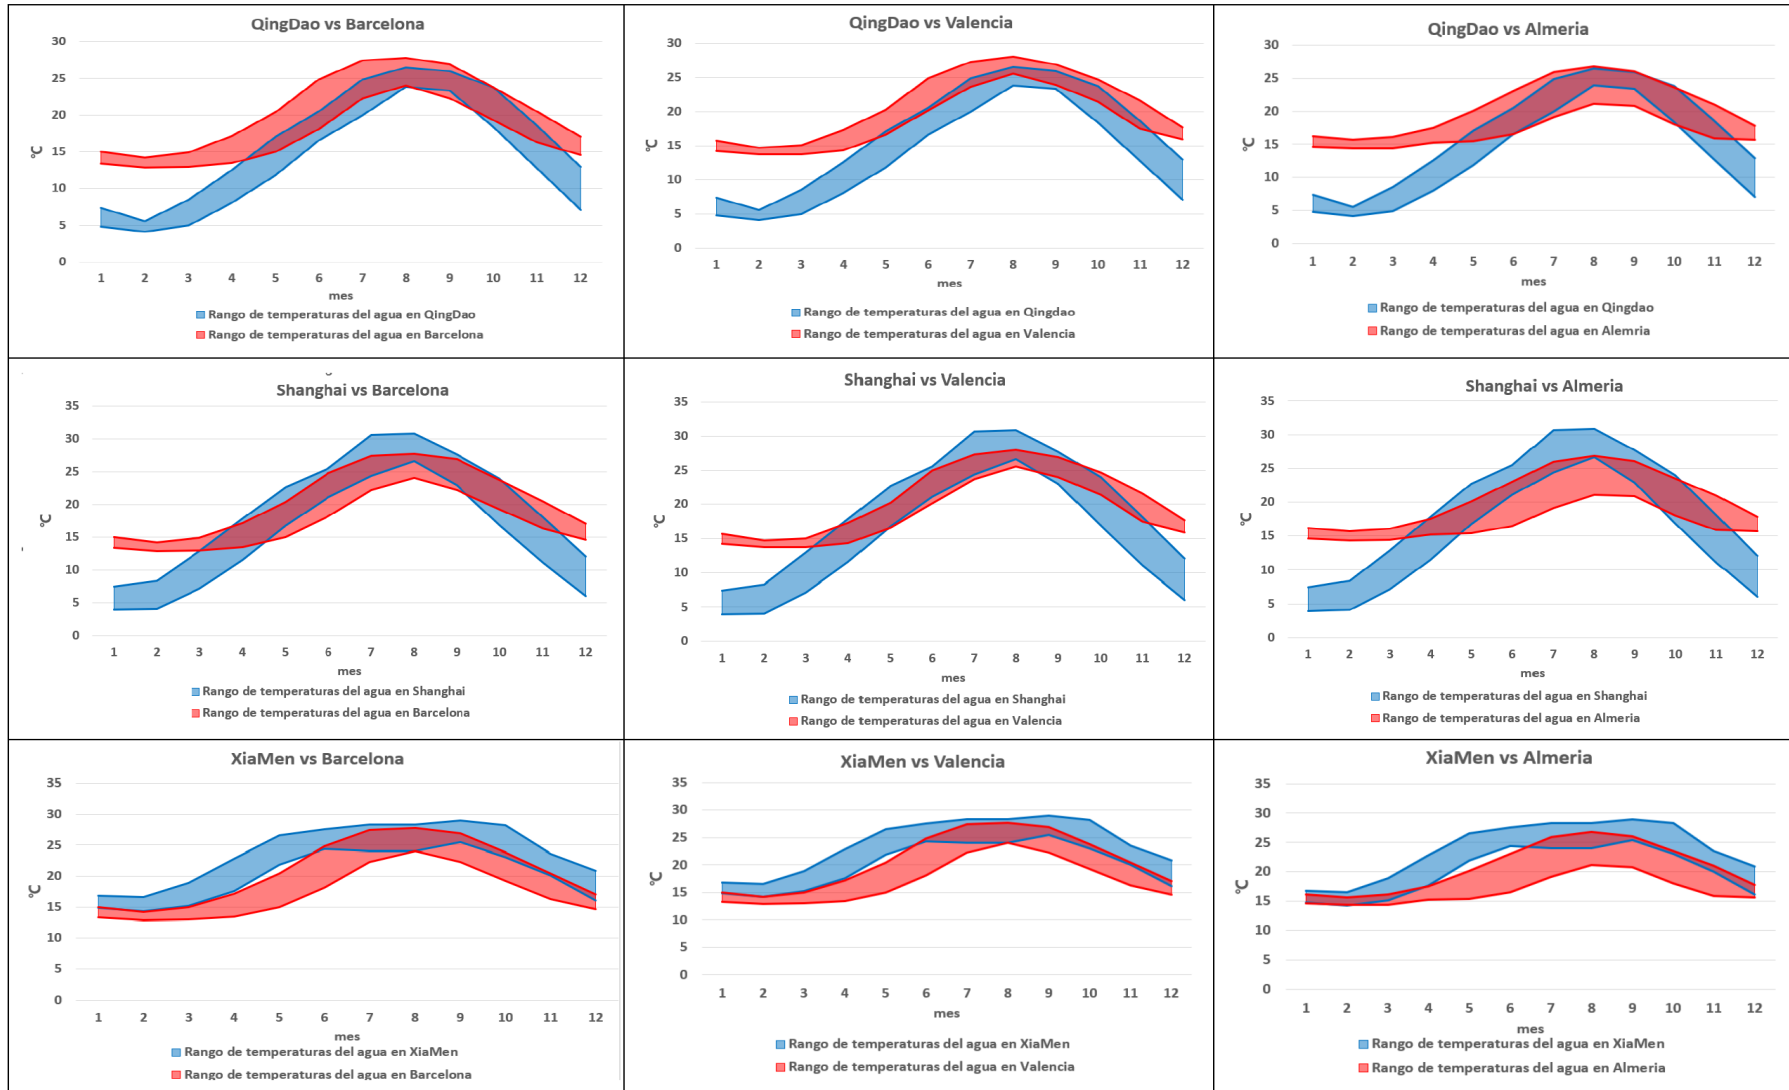 QingDao vs Barcelona
30
25
20
15
10
5
0
°C
1 2 3 4 5 6 7 8 9 10 11 12
mes
Rango de temperaturas del agua en QingDao
Rango de temperaturas del agua en Barcelona
QingDao vs Valencia
30
25
20
15
10
5
0
°C
1 2 3 4 5 6 7 8 9 10 11 12
mes
Rango de temperaturas del agua en Qingdao
Rango de temperaturas del agua en Valencia
QingDao vs Almeria
30
25
20
15
10
5
0
°C
1 2 3 4 5 6 7 8 9 10 11 12
mes
Rango de temperaturas del agua en Qingdao
Rango de temperaturas del agua en Alemria
Shanghai vs Barcelona
35
30
25
20
15
10
5
0
°C
1 2 3 4 5 6 7 8 9 10 11 12
mes
Rango de temperaturas del agua en Shanghai
Rango de temperaturas del agua en Barcelona
Shanghai vs Valencia
35
30
25
20
15
10
5
0
°C
1 2 3 4 5 6 7 8 9 10 11 12
mes
Rango de temperaturas del agua en Shanghai
Rango de temperaturas del agua en Valencia
Shanghai vs Almeria
35
30
25
20
15
10
5
0
°C
1 2 3 4 5 6 7 8 9 10 11 12
mes
Rango de temperaturas del agua en Shanghai
Rango de temperaturas del agua en Almeria
XiaMen vs Barcelona
35
30
25
20
15
10
5
0
°C
1 2 3 4 5 6 7 8 9 10 11 12
mes
Rango de temperaturas del agua en XiaMen
Rango de temperaturas del agua en Barcelona
XiaMen vs Valencia
35
30
25
20
15
10
5
0
°C
1 2 3 4 5 6 7 8 9 10 11 12
mes
Rango de temperaturas del agua en XiaMen
Rango de temperaturas del agua en Valencia
XiaMen vs Almeria
35
30
25
20
15
10
5
0
°C
1 2 3 4 5 6 7 8 9 10 11 12
mes
Rango de temperaturas del agua en XiaMen
Rango de temperaturas del agua en Almeria